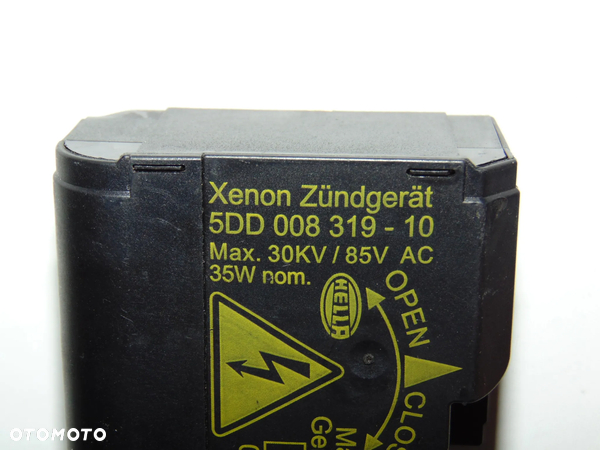 Xenon Zündgerät
5DD 008 319 - 10
Max. 30KV / 85V AC
35W nom.
HELLA
OPEN
OTOMOTO